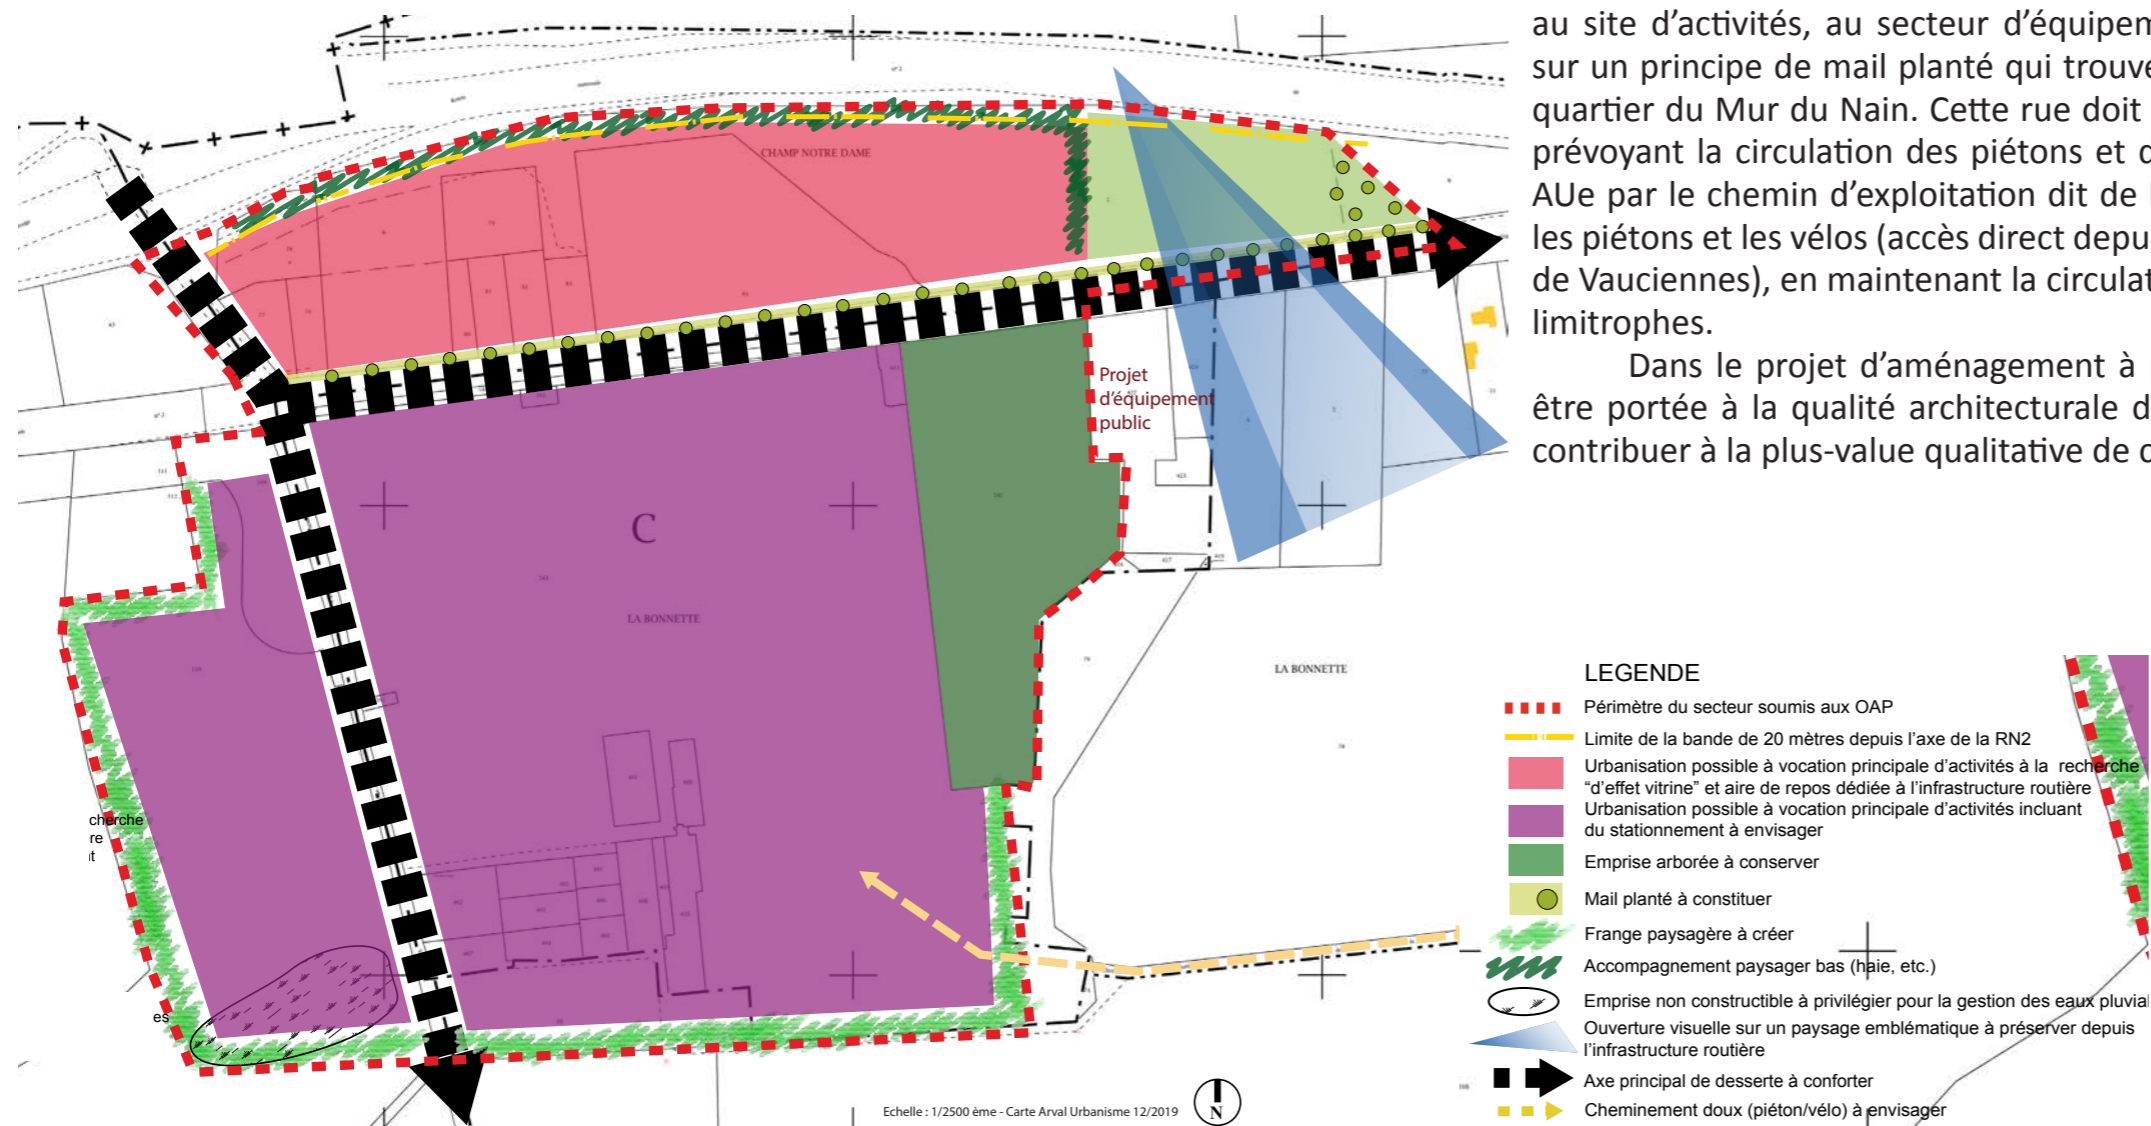 au site d’activités, au secteur d’équipem
sur un principe de mail planté qui trouve
quartier du Mur du Nain. Cette rue doit
prévoyant la circulation des piétons et d
AUe par le chemin d’exploitation dit de
les piétons et les vélos (accès direct depu
de Vauciennes), en maintenant la circulat
limitrophes.
Dans le projet d’aménagement à
être portée à la qualité architecturale d
contribuer à la plus-value qualitative de
CHAMP NOTRE DAME
Projet
d’équipement
public
C
LA BONNETTE
LA BONNETTE
cherche
re
es
LEGENDE
Périmètre du secteur soumis aux OAP
Limite de la bande de 20 mètres depuis l’axe de la RN2
Urbanisation possible à vocation principale d’activités à la recherche
“d’effet vitrine” et aire de repos dédiée à l’infrastructure routière
Urbanisation possible à vocation principale d’activités incluant
du stationnement à envisager
Emprise arborée à conserver
Mail planté à constituer
Frange paysagère à créer
Accompagnement paysager bas (haie, etc.)
Emprise non constructible à privilégier pour la gestion des eaux pluvial
Ouverture visuelle sur un paysage emblématique à préserver depuis
l’infrastructure routière
Axe principal de desserte à conforter
Cheminement doux (piéton/vélo) à envisager
Echelle : 1/2500 ème - Carte Arval Urbanisme 12/2019
N